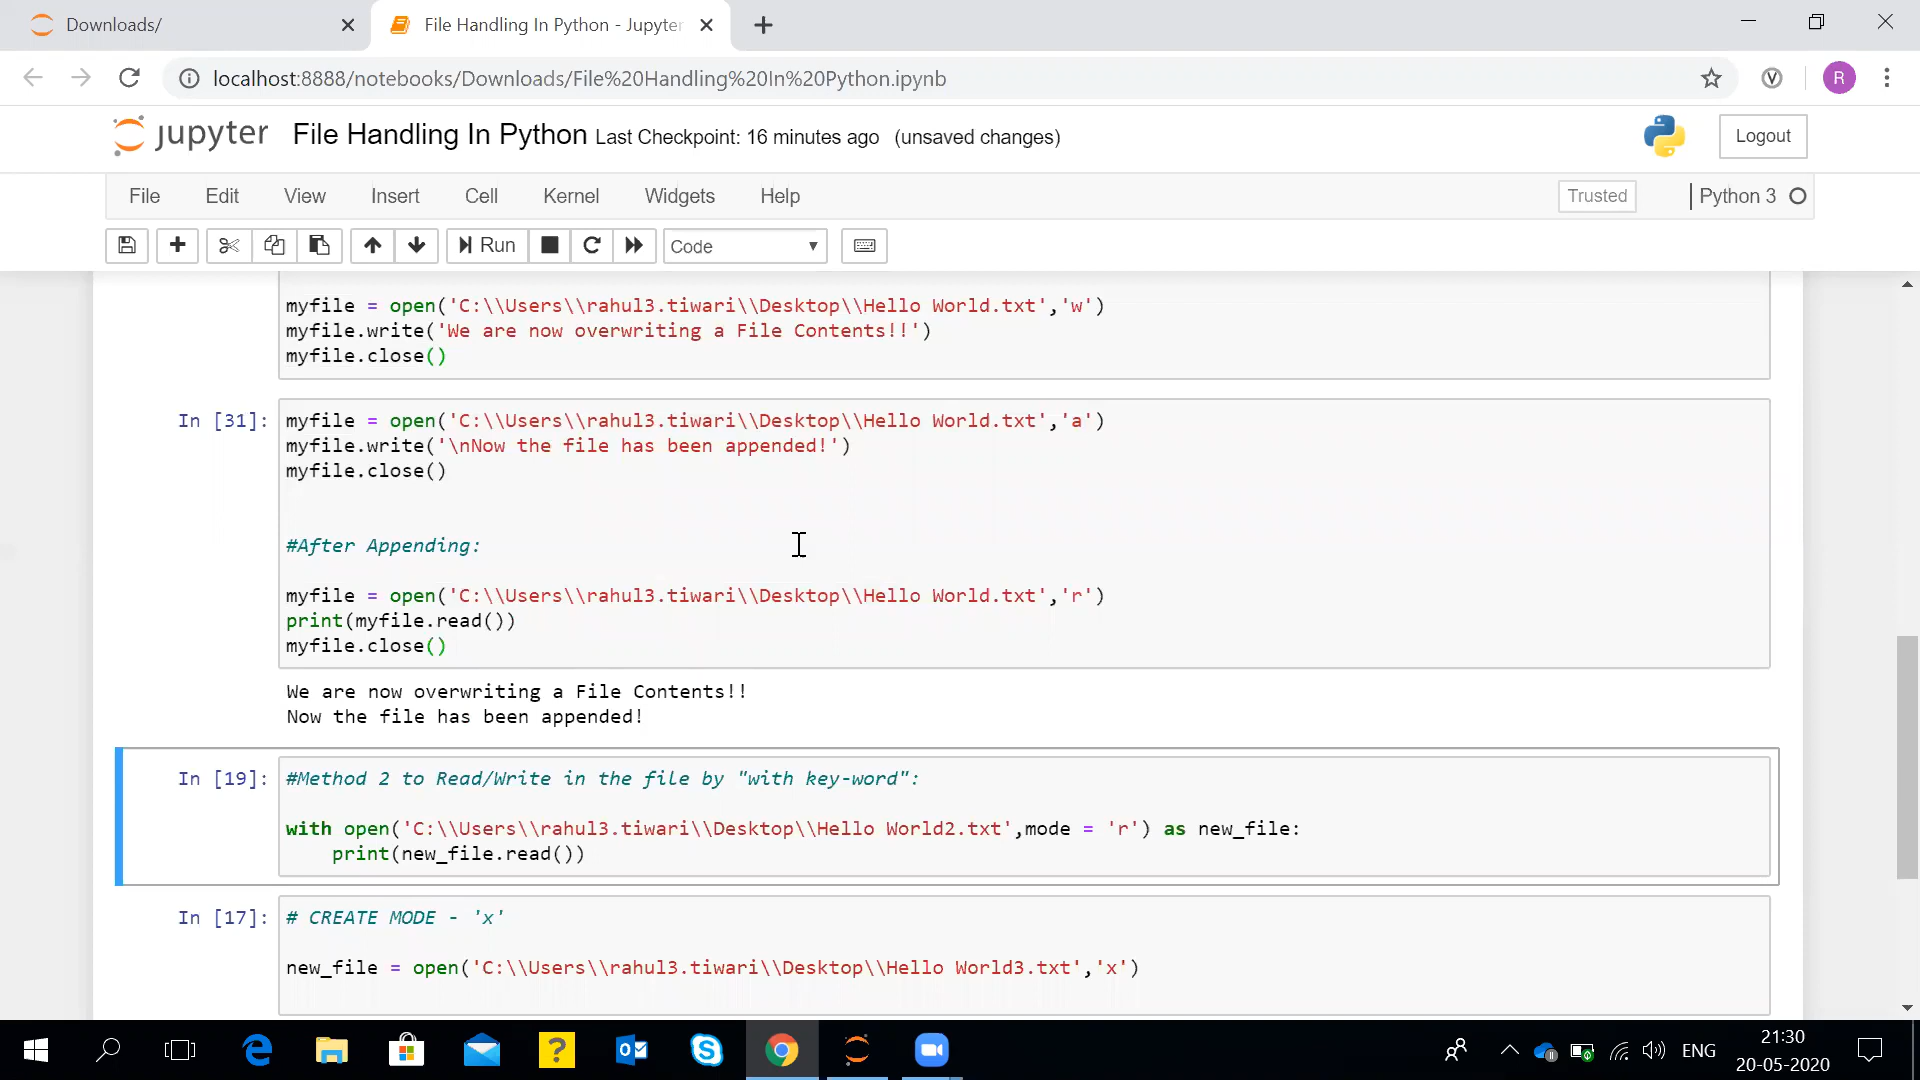 Downloads/
File Handling In Python - Jupyter
localhost:8888/notebooks/Downloads/File%20Handling%20In%20Python.ipynb
R
jupyter File Handling In Python Last Checkpoint: 16 minutes ago (unsaved changes)
Logout
File Edit View Insert Cell Kernel Widgets Help
Trusted
Python 3
Run
Code
myfile = open('C:\\Users\\rahul3.tiwari\\Desktop\\Hello World.txt','w')
myfile.write('We are now overwriting a File Contents!!')
myfile.close()
In [31]: myfile = open('C:\\Users\\rahul3.tiwari\\Desktop\\Hello World.txt','a')
myfile.write('\nNow the file has been appended!')
myfile.close()
#After Appending:
myfile = open('C:\\Users\\rahul3.tiwari\\Desktop\\Hello World.txt','r')
print(myfile.read())
myfile.close()
We are now overwriting a File Contents!!
Now the file has been appended!
In [19]: #Method 2 to Read/Write in the file by "with key-word":
with open('C:\\Users\\rahul3.tiwari\\Desktop\\Hello World2.txt',mode = 'r') as new_file:
print(new_file.read())
In [17]: # CREATE MODE - 'x'
new_file = open('C:\\Users\\rahul3.tiwari\\Desktop\\Hello World3.txt','x')
ENG
21:30
20-05-2020